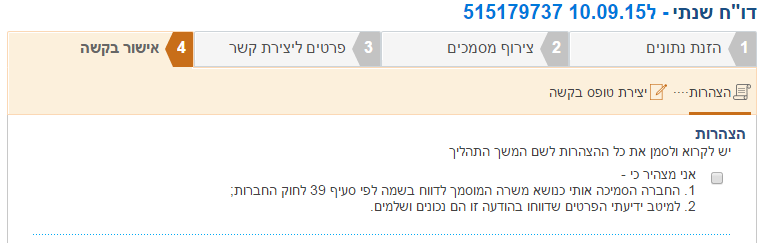 דו"ח שנתי - ל10.09.15 515179737
1 הזנת נתונים
2 צירוף מסמכים
3 פרטים ליצירת קשר
4 אישור בקשה
הצהרות
יצירת טופס בקשה
הצהרות
יש לקרוא ולסמן את כל ההצהרות לשם המשך התהליך
אני מצהיר כי -
1. החברה הסמיכה אותי כנושא משרה המוסמך לדווח בשמה לפי סעיף 39 לחוק החברות;
2. למיטב ידיעתי הפרטים שדווחו בהודעה זו הם נכונים ושלמים.